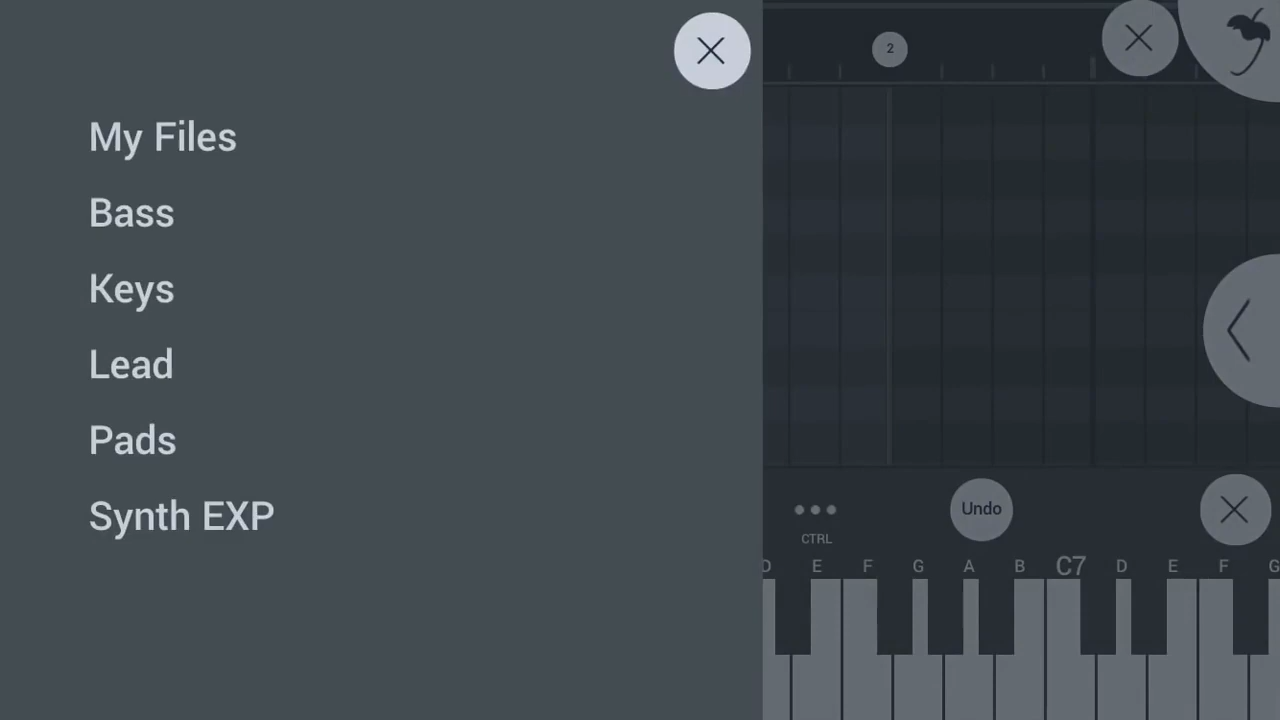 My Files
Bass
Keys
Lead
Pads
Synth EXP
2
Undo
CTRL
D E F G A B C7 D E F G